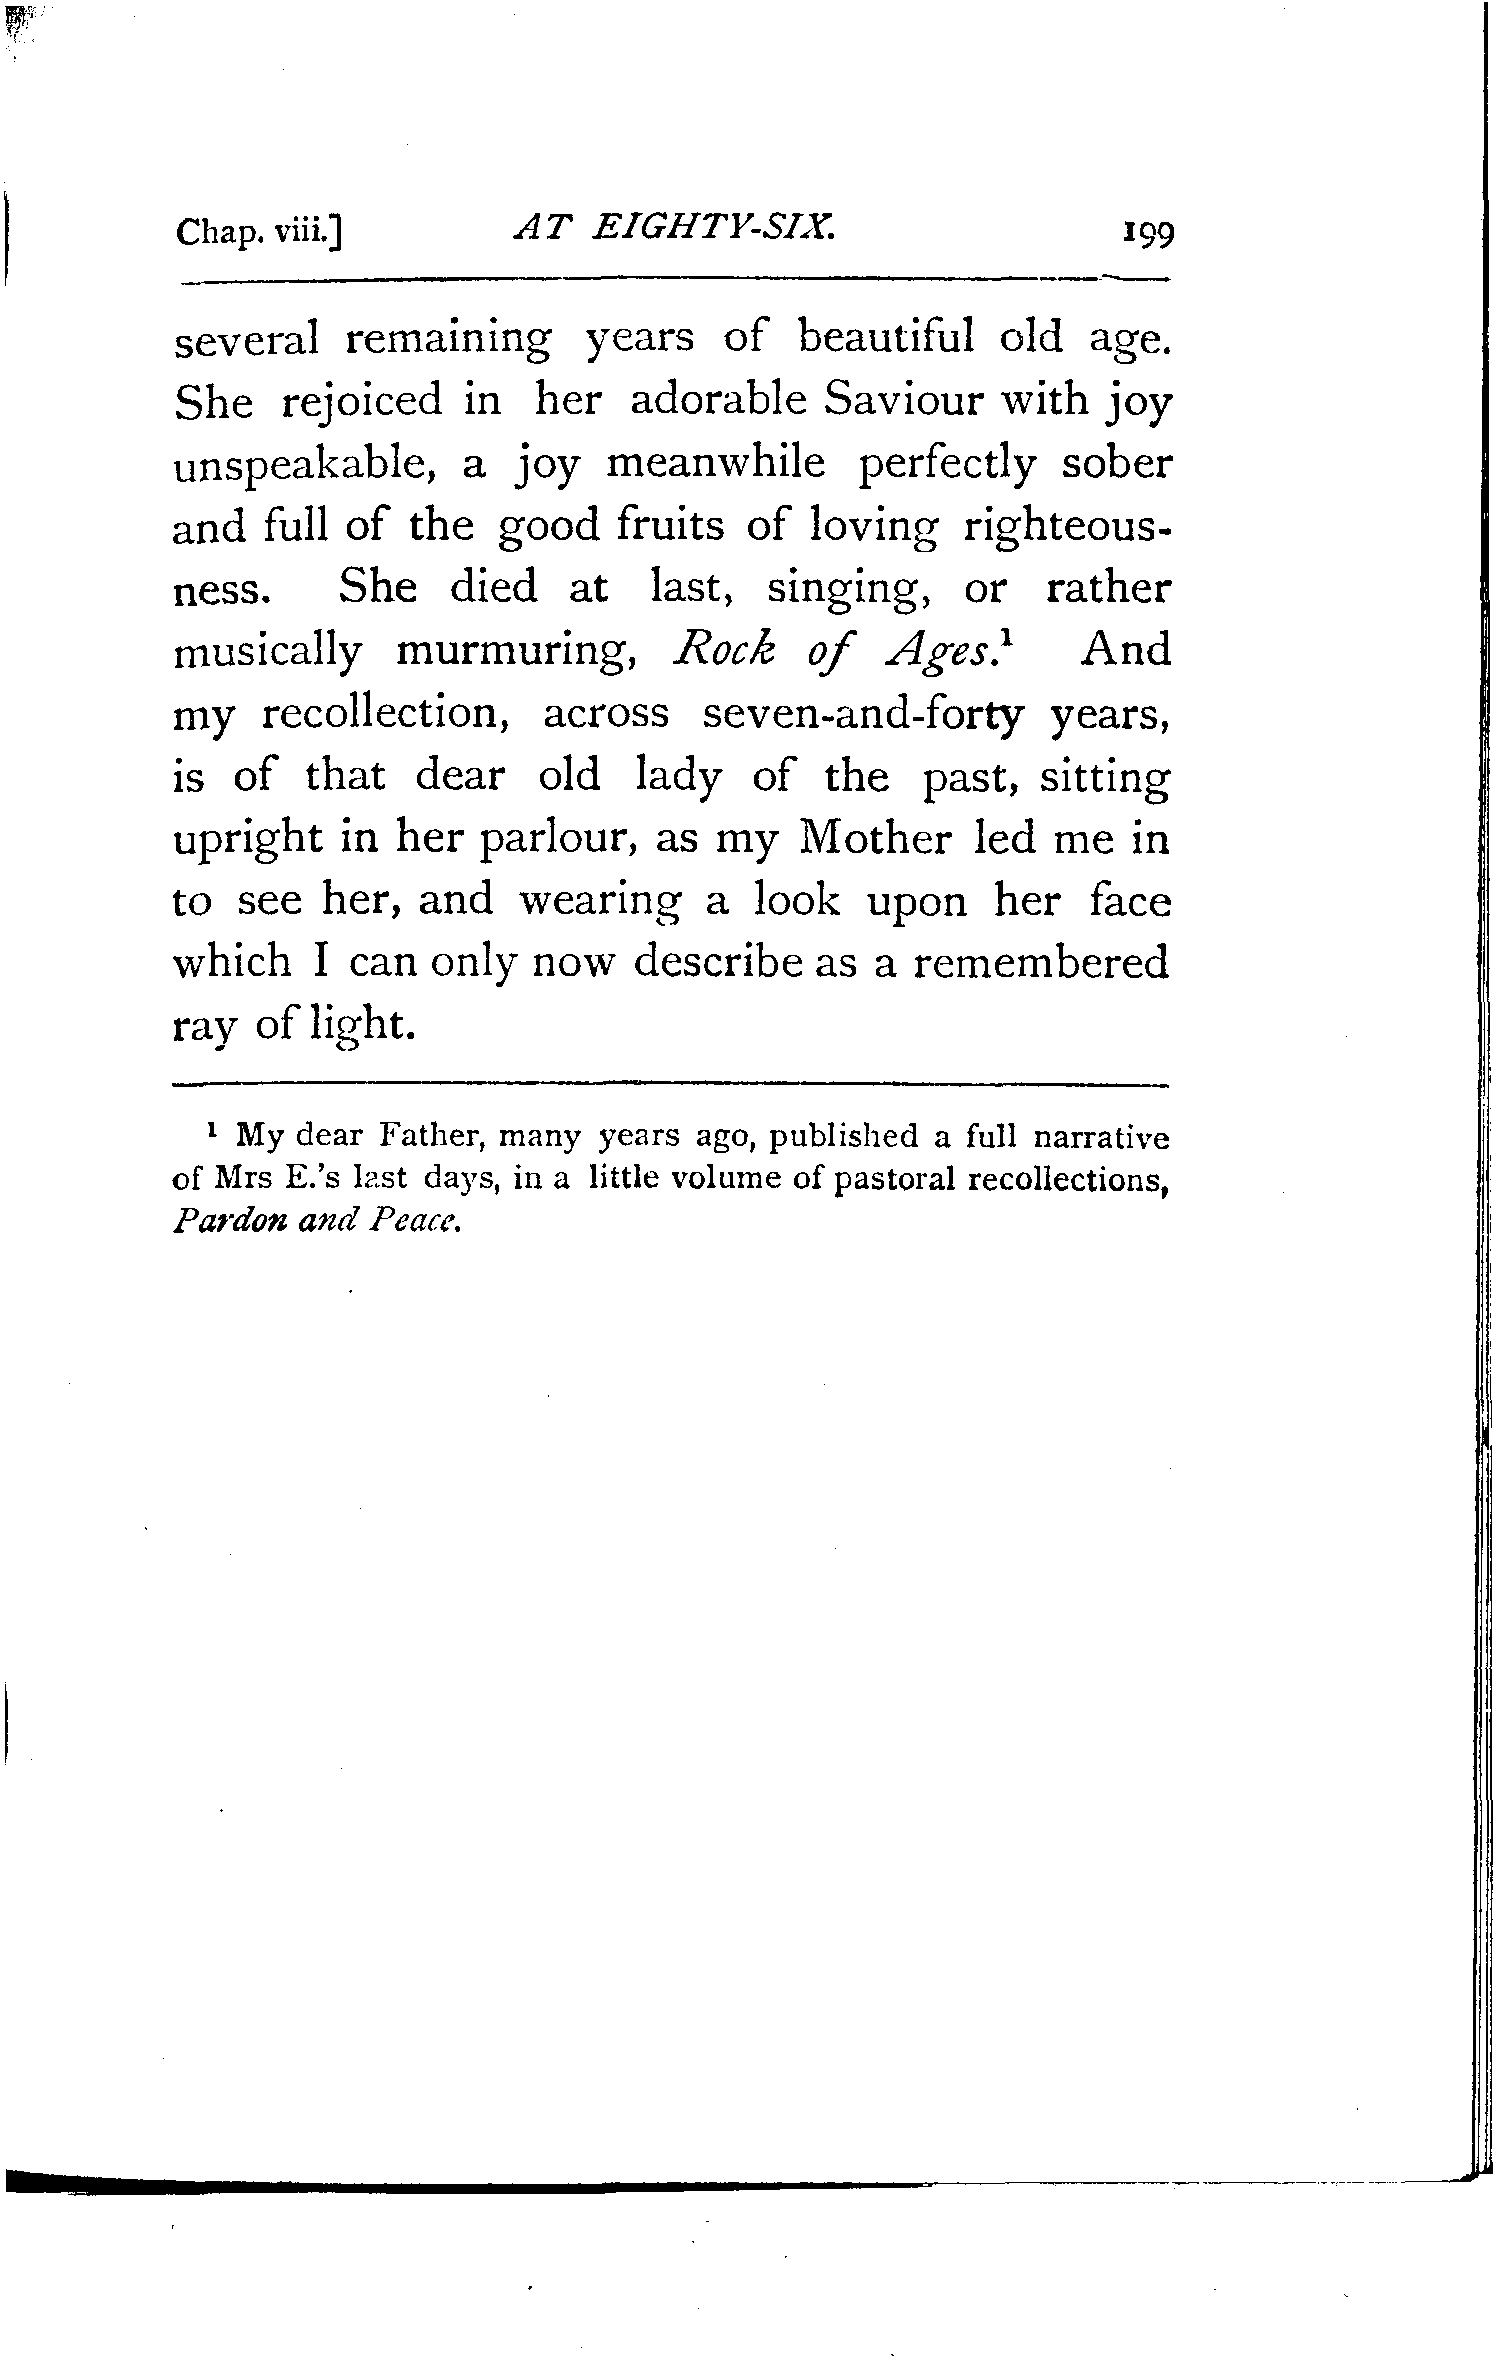 Chap. viii.] AT EIGHTY-SIX. 199
several remaining years of beautiful old age.
She rejoiced in her adorable Saviour with joy
unspeakable, a joy meanwhile perfectly sober
and full of the good fruits of loving righteous-
ness. She died at last, singing, or rather
musically murmuring, Rock of Ages.¹ And
my recollection, across seven-and-forty years,
is of that dear old lady of the past, sitting
upright in her parlour, as my Mother led me in
to see her, and wearing a look upon her face
which I can only now describe as a remembered
ray of light.
¹ My dear Father, many years ago, published a full narrative
of Mrs E.'s last days, in a little volume of pastoral recollections,
Pardon and Peace.